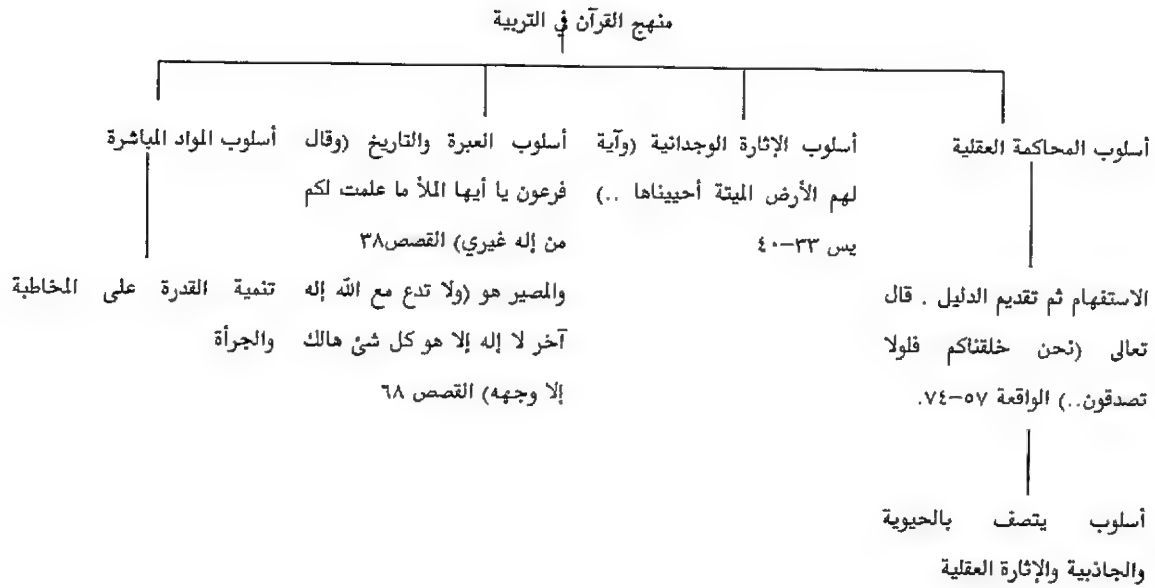 منهج القرآن في التربية
أسلوب المحاكمة العقلية
الاستفهام ثم تقديم الدليل . قال
تعالى (نحن خلقناكم فلولا
تصدقون..) الواقعة ٥٧-٧٤.
أسلوب يتصف بالحيوية
والجاذبية والإثارة العقلية
أسلوب الإثارة الوجدانية (وآية
لهم الأرض الميتة أحييناها ..)
يس ٣٣-٤٠
أسلوب العبرة والتاريخ (وقال
فرعون يا أيها الملأ ما علمت لكم
من إله غيري) القصص٣٨
والمصير هو (ولا تدع مع الله إله
آخر لا إله إلا هو كل شئ هالك
إلا وجهه) القصص ٦٨
أسلوب المواد المباشرة
تنمية القدرة على المخاطبة
والجرأة